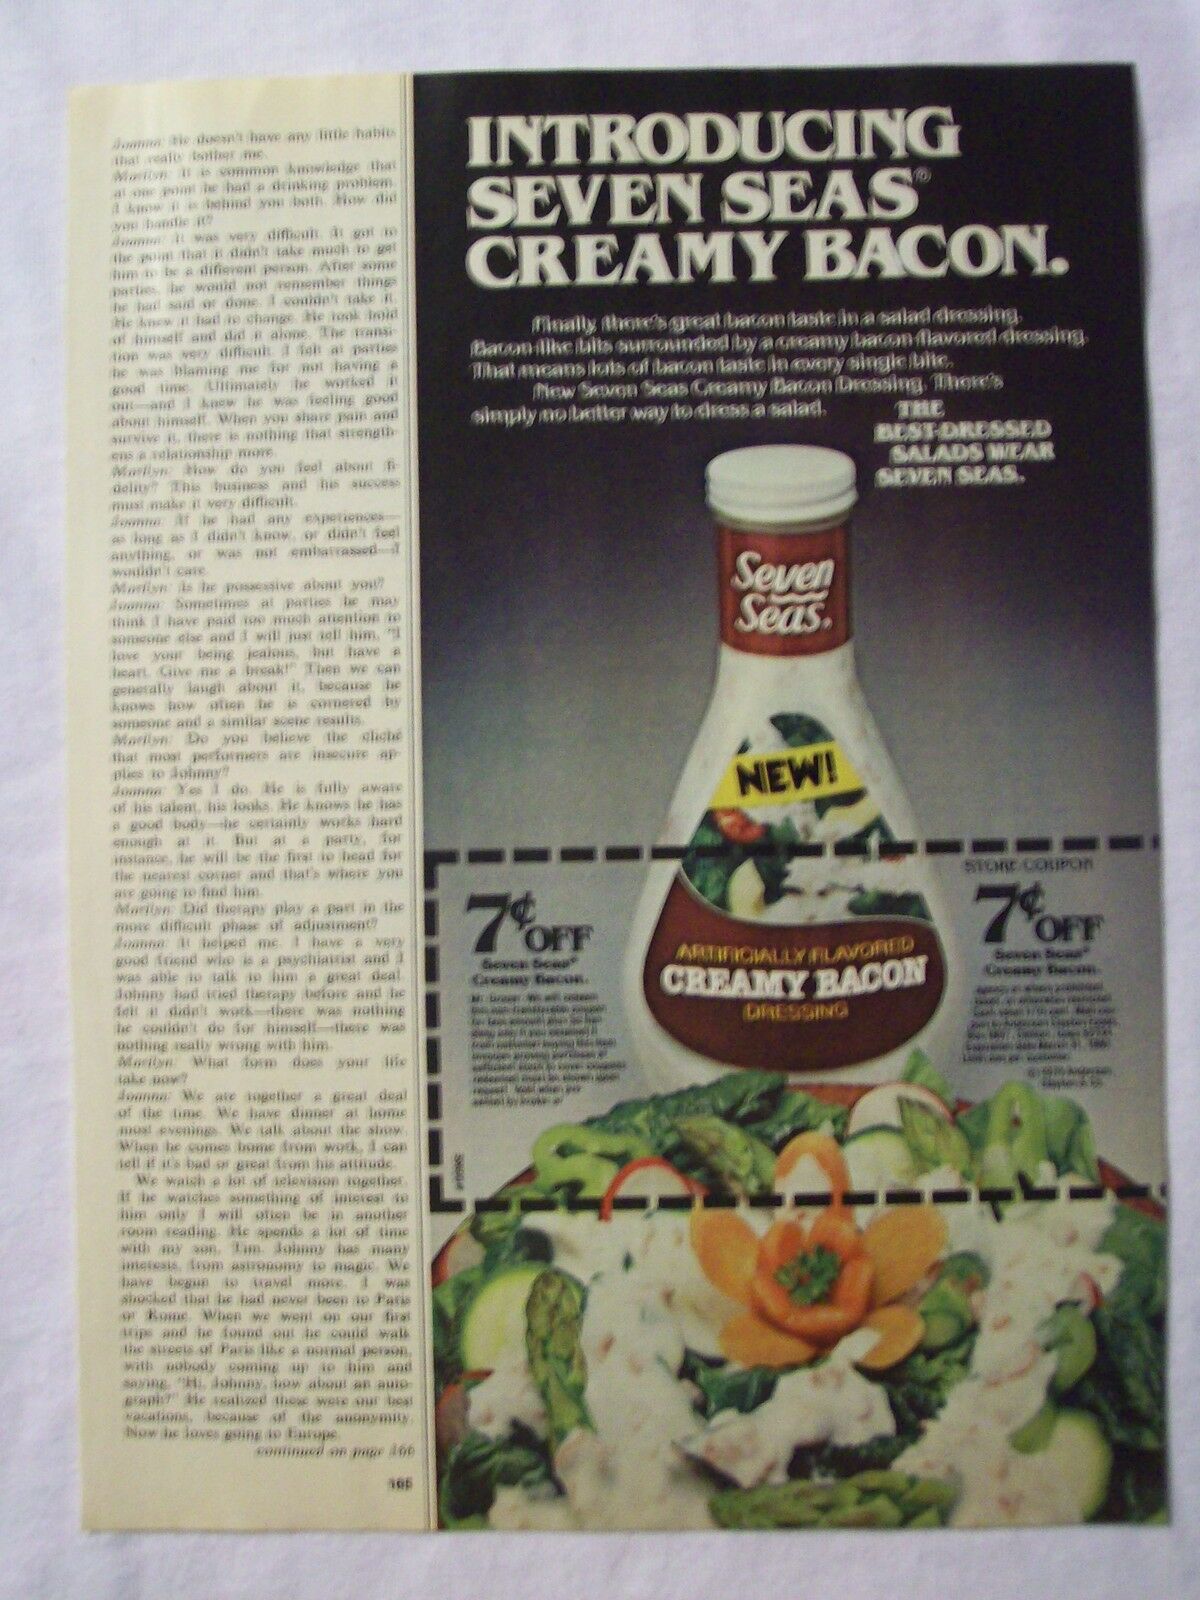 Joanna: He doesn't have any little habits
that really bother me.
Marilyn: It is common knowledge that
at one point he had a drinking problem.
I know it is behind you both. How did
you handle it?
Joanna: It was very difficult. It got to
the point that it didn't take much to get
him to be a different person. After some
parties, he would not remember things
he had said or done. I couldn't take it.
He knew it had to change. He took hold
of himself and did it alone. The transi-
tion was very difficult. I felt at parties
he was blaming me for not having a
good time. Ultimately he worked it
out—and I knew he was feeling good
about himself. When you share pain and
survive it, there is nothing that strength-
ens a relationship more.
Marilyn: How do you feel about fi-
delity? This business and his success
must make it very difficult.
Joanna: If he had any experiences—
as long as I didn't know, or didn't feel
anything, or was not embarrassed—I
wouldn't care.
Marilyn: Is he possessive about you?
Joanna: Sometimes at parties he may
think I have paid too much attention to
someone else and I will just tell him, "I
love your being jealous, but have a
heart. Give me a break!" Then we can
generally laugh about it, because he
knows how often he is cornered by
someone and a similar scene results.
Marilyn: Do you believe the cliché
that most performers are insecure ap-
plies to Johnny?
Joanna: Yes I do. He is fully aware
of his talent, his looks. He knows he has
a good body—he certainly works hard
enough at it. But at a party, for
instance, he will be the first to head for
the nearest corner and that's where you
are going to find him.
Marilyn: Did therapy play a part in the
more difficult phase of adjustment?
Joanna: It helped me. I have a very
good friend who is a psychiatrist and I
was able to talk to him a great deal.
Johnny had tried therapy before and he
felt it didn't work—there was nothing
he couldn't do for himself—there was
nothing really wrong with him.
Marilyn: What form does your life
take now?
Joanna: We are together a great deal
of the time. We have dinner at home
most evenings. We talk about the show.
When he comes home from work, I can
tell if it's bad or great from his attitude.
We watch a lot of television together.
If he watches something of interest to
him only I will often be in another
room reading. He spends a lot of time
with my son, Tim. Johnny has many
interests, from astronomy to magic. We
have begun to travel more. I was
shocked that he had never been to Paris
or Rome. When we went on our first
trips and he found out he could walk
the streets of Paris like a normal person,
with nobody coming up to him and
saying, "Hi, Johnny, how about an auto-
graph?" He realized these were our best
vacations, because of the anonymity.
Now he loves going to Europe.
continued on page 166
165
INTRODUCING
SEVEN SEAS®
CREAMY BACON.
Finally, there's great bacon taste in a salad dressing.
Bacon-like bits surrounded by a creamy bacon-flavored dressing.
That means lots of bacon taste in every single bite.
New Seven Seas Creamy Bacon Dressing. There's
simply no better way to dress a salad.
THE
BEST-DRESSED
SALADS WEAR
SEVEN SEAS.
Seven
Seas.
NEW!
ARTIFICIALLY FLAVORED
CREAMY BACON
DRESSING
7¢
OFF
Seven Seas®
Creamy Bacon.
STORE COUPON
7¢
OFF
Seven Seas®
Creamy Bacon.